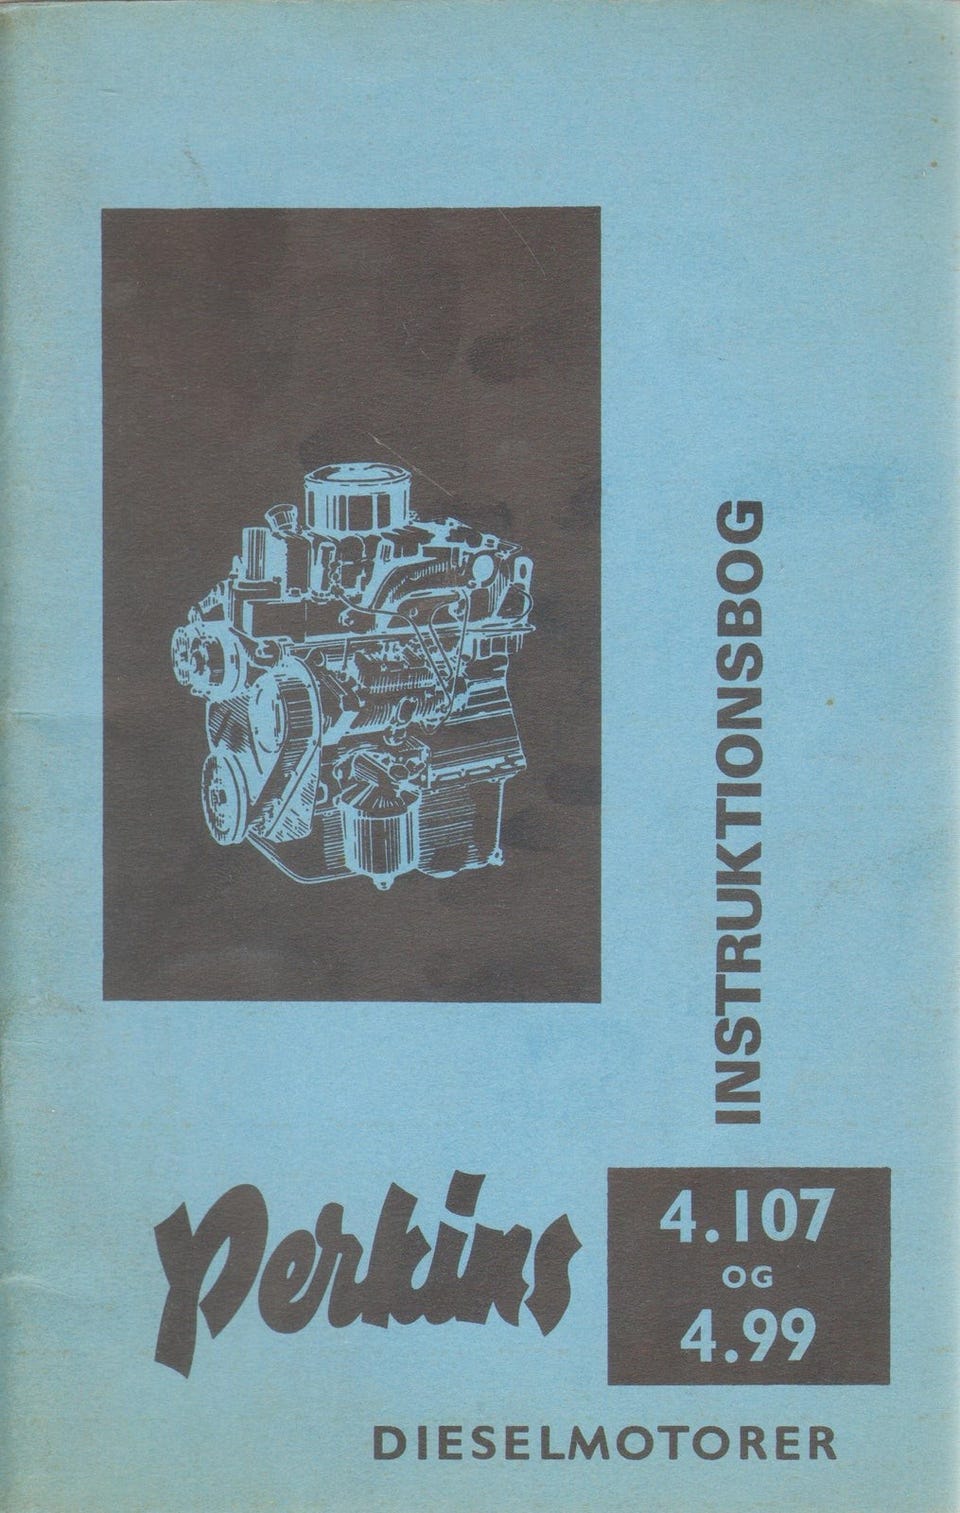 INSTRUKTIONSBOG
Perkins
4.107
OG
4.99
DIESELMOTORER